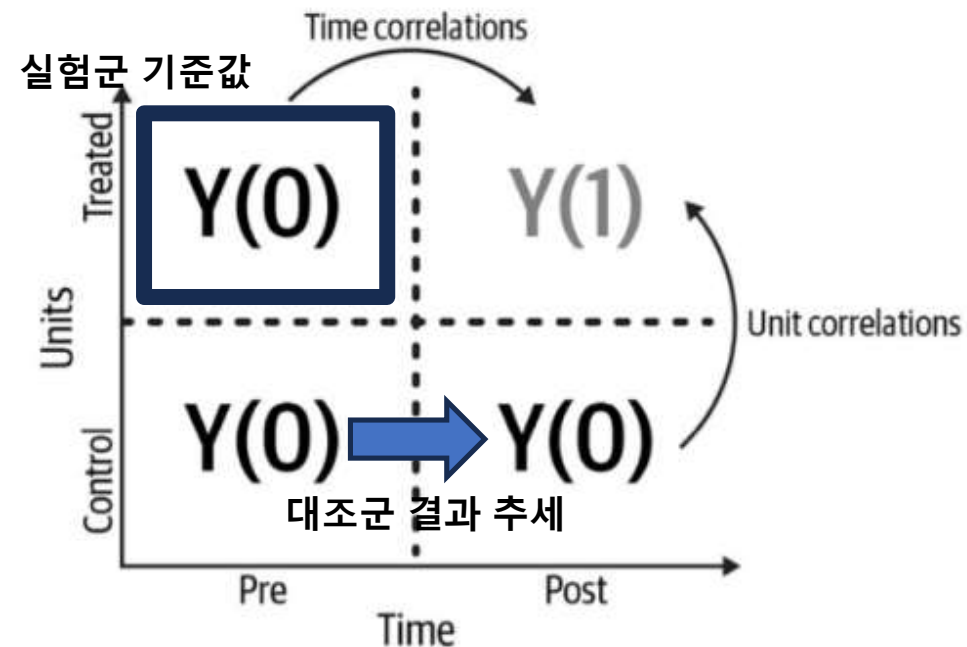 Time correlations
실험군 기준값
Treated
Y(0)
Y(1)
Units
Unit correlations
Control
Y(0)
Y(0)
대조군 결과 추세
Pre
Post
Time